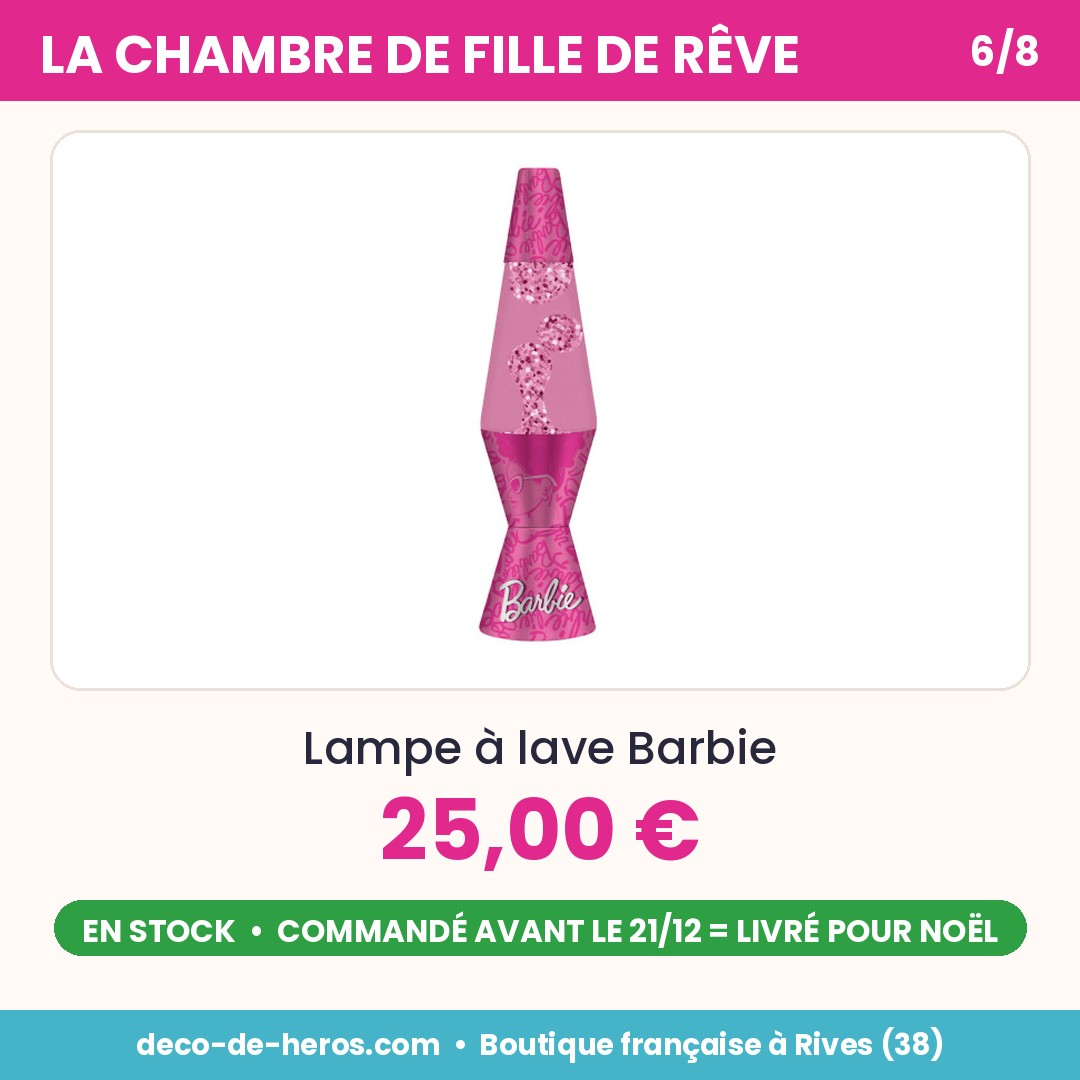 LA CHAMBRE DE FILLE DE RÊVE
6/8
Barbie
Lampe à lave Barbie
25,00 €
EN STOCK • COMMANDÉ AVANT LE 21/12 = LIVRÉ POUR NOËL
deco-de-heros.com • Boutique française à Rives (38)